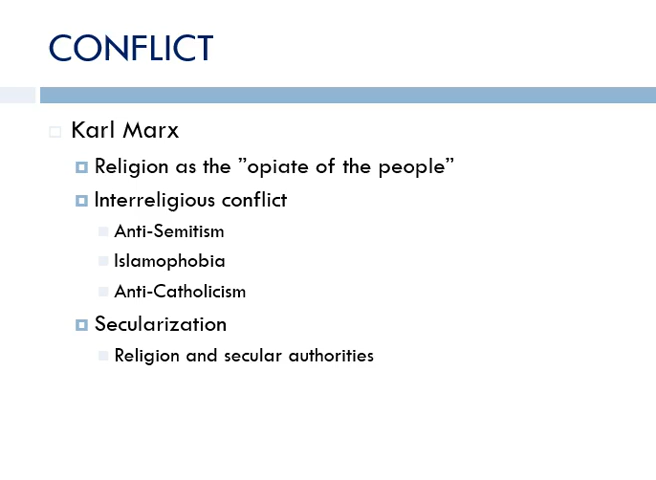 CONFLICT
Karl Marx
Religion as the ”opiate of the people”
Interreligious conflict
Anti-Semitism
Islamophobia
Anti-Catholicism
Secularization
Religion and secular authorities